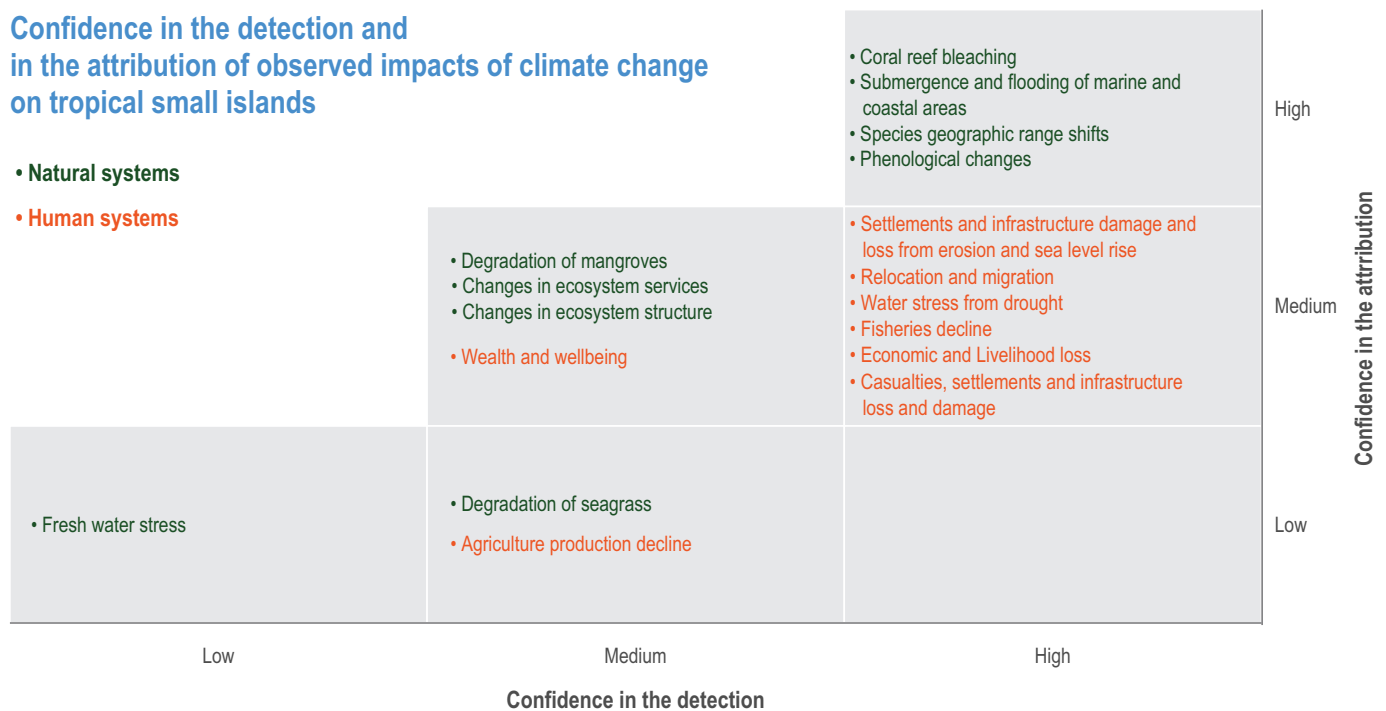 Confidence in the detection and
in the attribution of observed impacts of climate change
on tropical small islands
• Natural systems
• Human systems
• Coral reef bleaching
• Submergence and flooding of marine and
coastal areas
• Species geographic range shifts
• Phenological changes
High
• Degradation of mangroves
• Changes in ecosystem services
• Changes in ecosystem structure
• Wealth and wellbeing
• Settlements and infrastructure damage and
loss from erosion and sea level rise
• Relocation and migration
• Water stress from drought
• Fisheries decline
• Economic and Livelihood loss
• Casualties, settlements and infrastructure
loss and damage
Medium
• Fresh water stress
• Degradation of seagrass
• Agriculture production decline
Low
Confidence in the attrribution
Low
Medium
High
Confidence in the detection